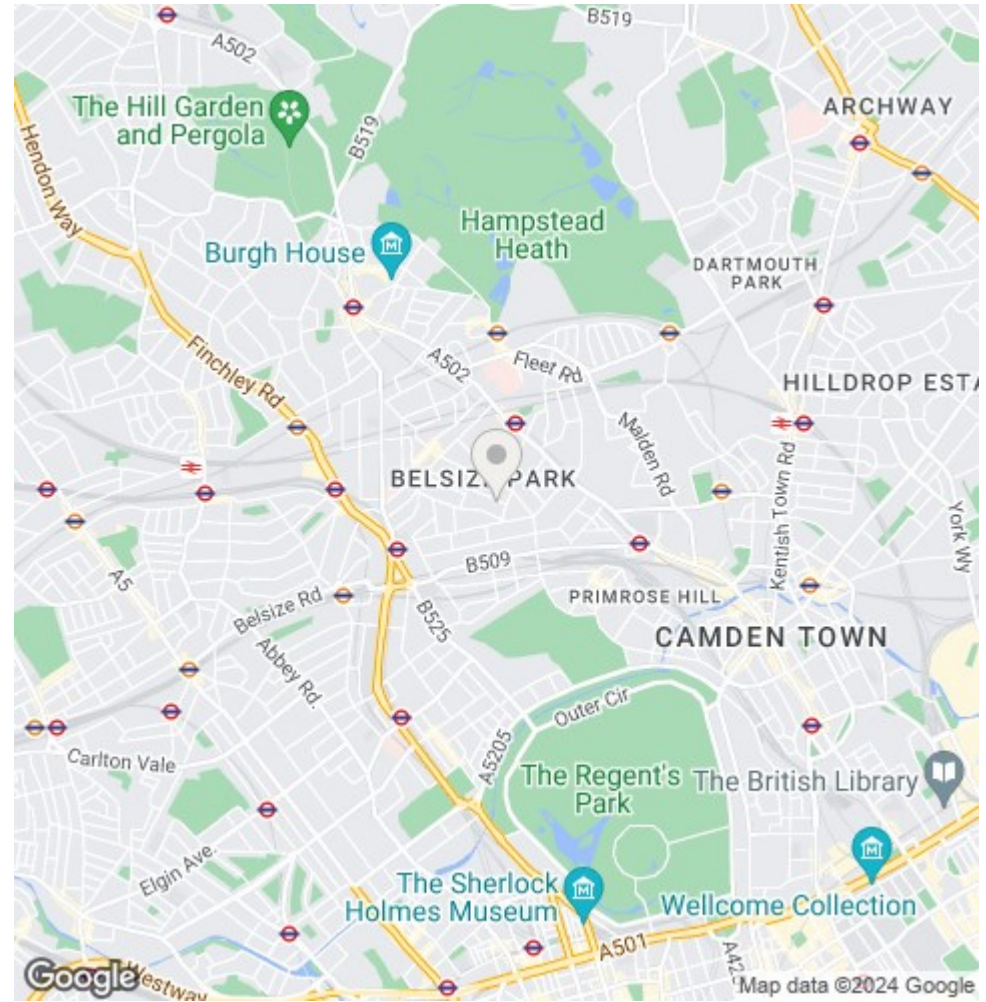 B519
A502
The Hill Garden
and Pergola
ARCHWAY
B519
Hendon Way
Hampstead
Heath
Burgh House
DARTMOUTH
PARK
A502
Fleet Rd
Finchley Rd
HILLDROP ESTA
Malden Rd
BELSIZE PARK
Kentish Town Rd
York Wy
B509
A5
Belsize Rd
B525
PRIMROSE HILL
CAMDEN TOWN
Abbey Rd.
Outer Cir
A5205
Carlton Vale
The Regent's
Park
The British Library
Elgin Ave.
The Sherlock
Holmes Museum
Wellcome Collection
A501
Westway
Google
Map data ©2024 Google